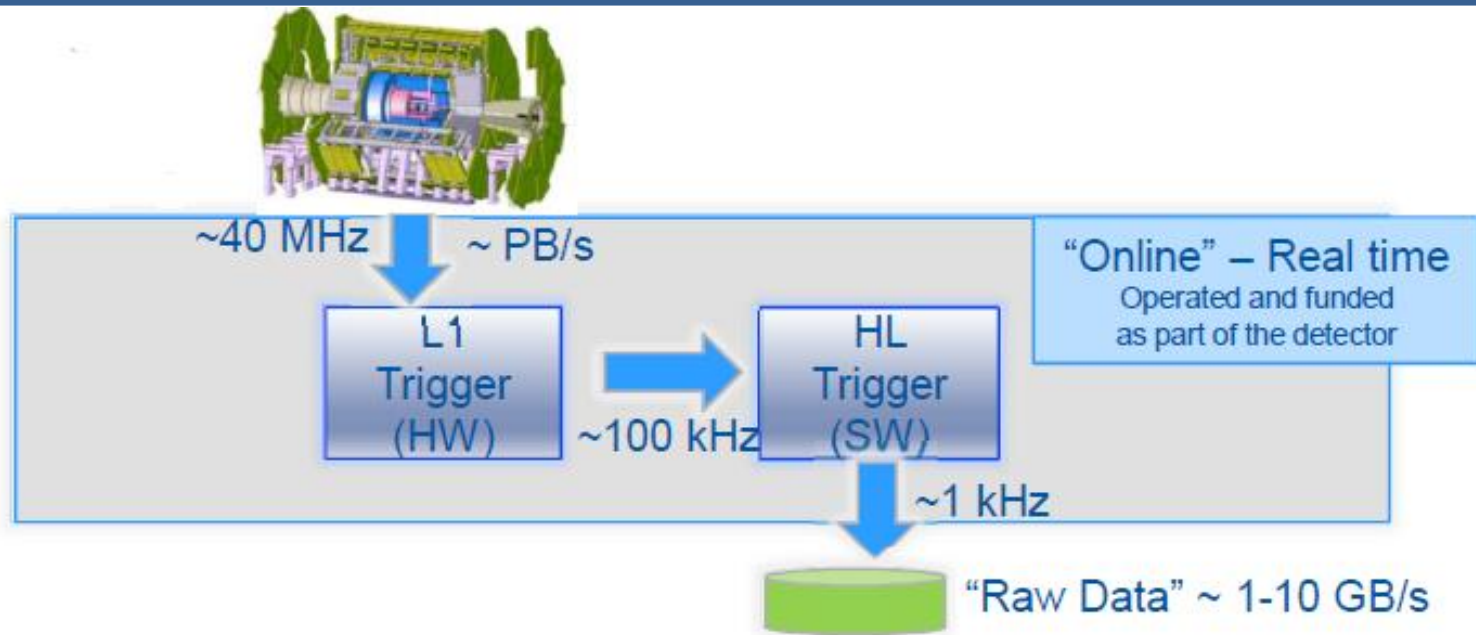 ~40 MHz
~ PB/s
“Online” – Real time
Operated and funded
as part of the detector
L1
Trigger
(HW)
~100 kHz
HL
Trigger
(SW)
~1 kHz
“Raw Data” ~ 1-10 GB/s